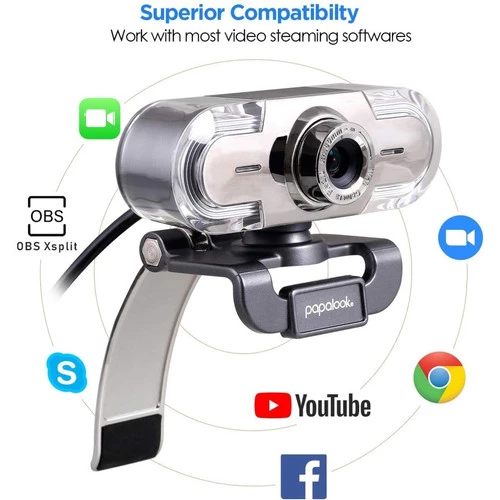 Superior Compatibilty
Work with most video steaming softwares
OBS
OBS Xsplit
papalook
YouTube